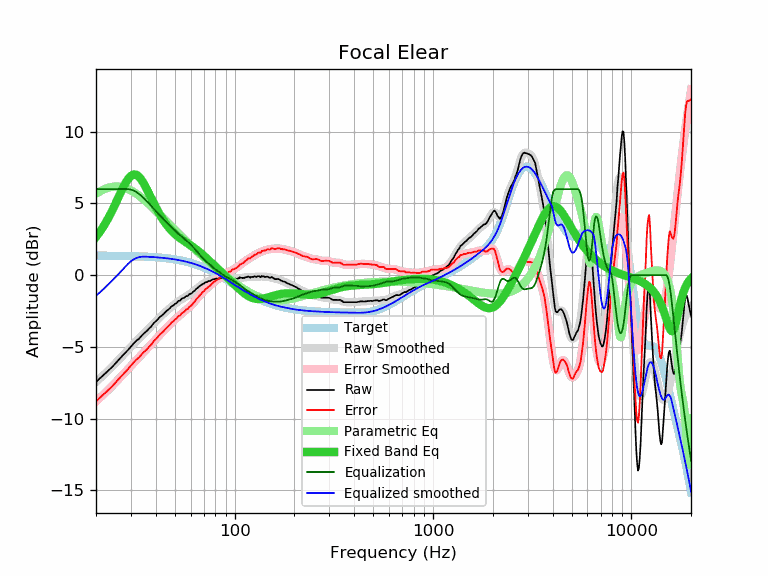 Focal Elear
10
5
0
−5
−10
−15
Amplitude (dBr)
Target
Raw Smoothed
Error Smoothed
Raw
Error
Parametric Eq
Fixed Band Eq
Equalization
Equalized smoothed
100
1000
10000
Frequency (Hz)